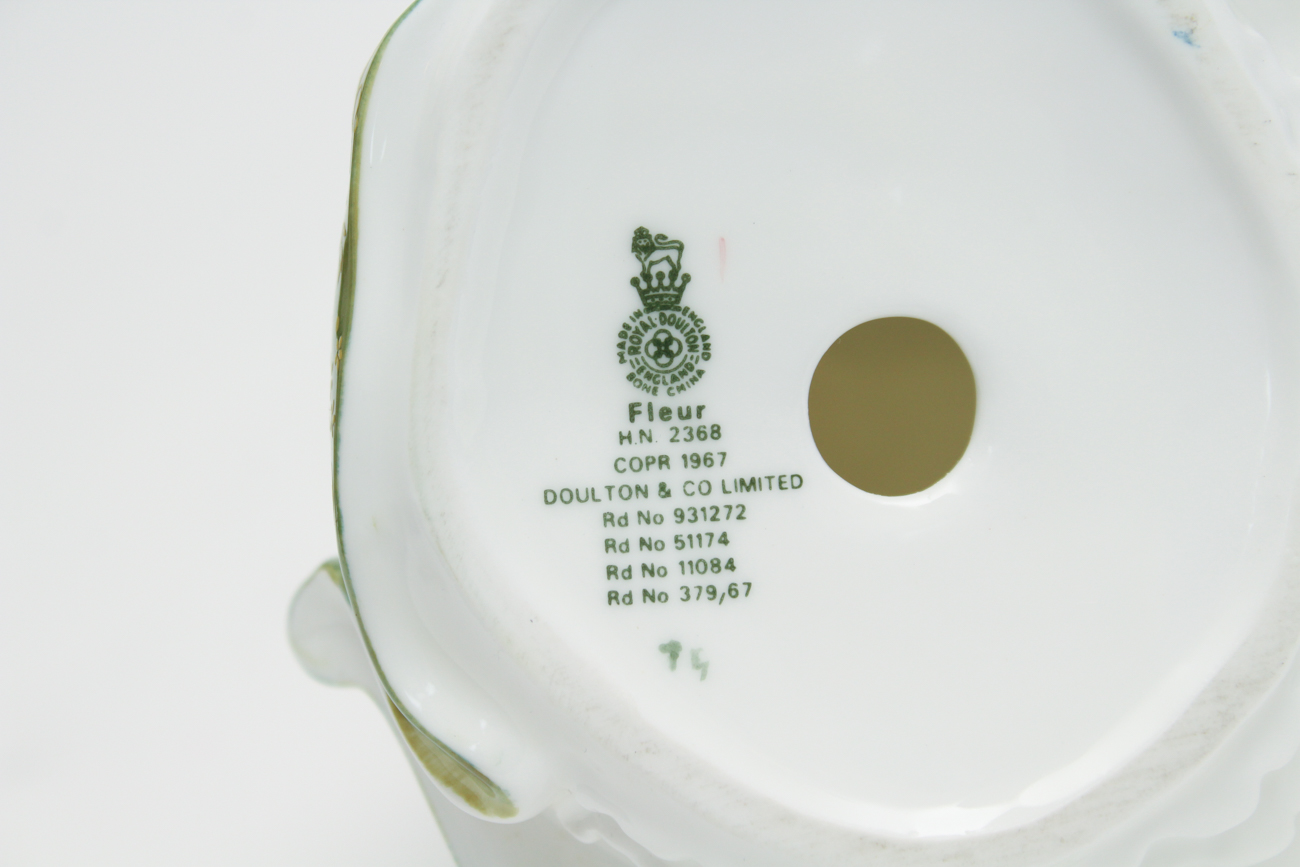 MADE IN ENGLAND
ROYAL·DOULTON
ENGLAND
BONE CHINA
Fleur
H.N. 2368
COPR 1967
DOULTON & CO LIMITED
Rd No 931272
Rd No 51174
Rd No 11084
Rd No 379,67